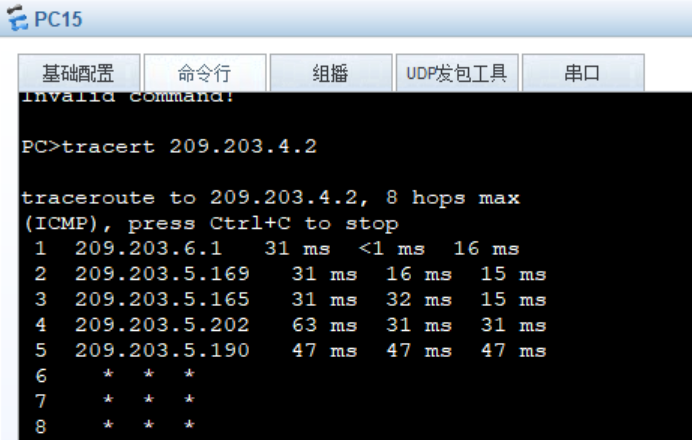 PC15
基础配置 命令行 组播 UDP发包工具 串口
Invalid command!
PC>tracert 209.203.4.2
traceroute to 209.203.4.2, 8 hops max
(ICMP), press Ctrl+C to stop
1 209.203.6.1 31 ms <1 ms 16 ms
2 209.203.5.169 31 ms 16 ms 15 ms
3 209.203.5.165 31 ms 32 ms 15 ms
4 209.203.5.202 63 ms 31 ms 31 ms
5 209.203.5.190 47 ms 47 ms 47 ms
6 * * *
7 * * *
8 * * *